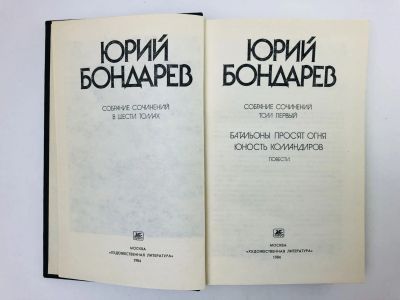 ЮРИЙ
БОНДАРЕВ
СОБРАНИЕ СОЧИНЕНИЙ
В ШЕСТИ ТОМАХ
МОСКВА
«ХУДОЖЕСТВЕННАЯ ЛИТЕРАТУРА»
1984
ЮРИЙ
БОНДАРЕВ
СОБРАНИЕ СОЧИНЕНИЙ
ТОМ ПЕРВЫЙ
БАТАЛЬОНЫ ПРОСЯТ ОГНЯ
ЮНОСТЬ КОМАНДИРОВ
ПОВЕСТИ
МОСКВА
«ХУДОЖЕСТВЕННАЯ ЛИТЕРАТУРА»
1984